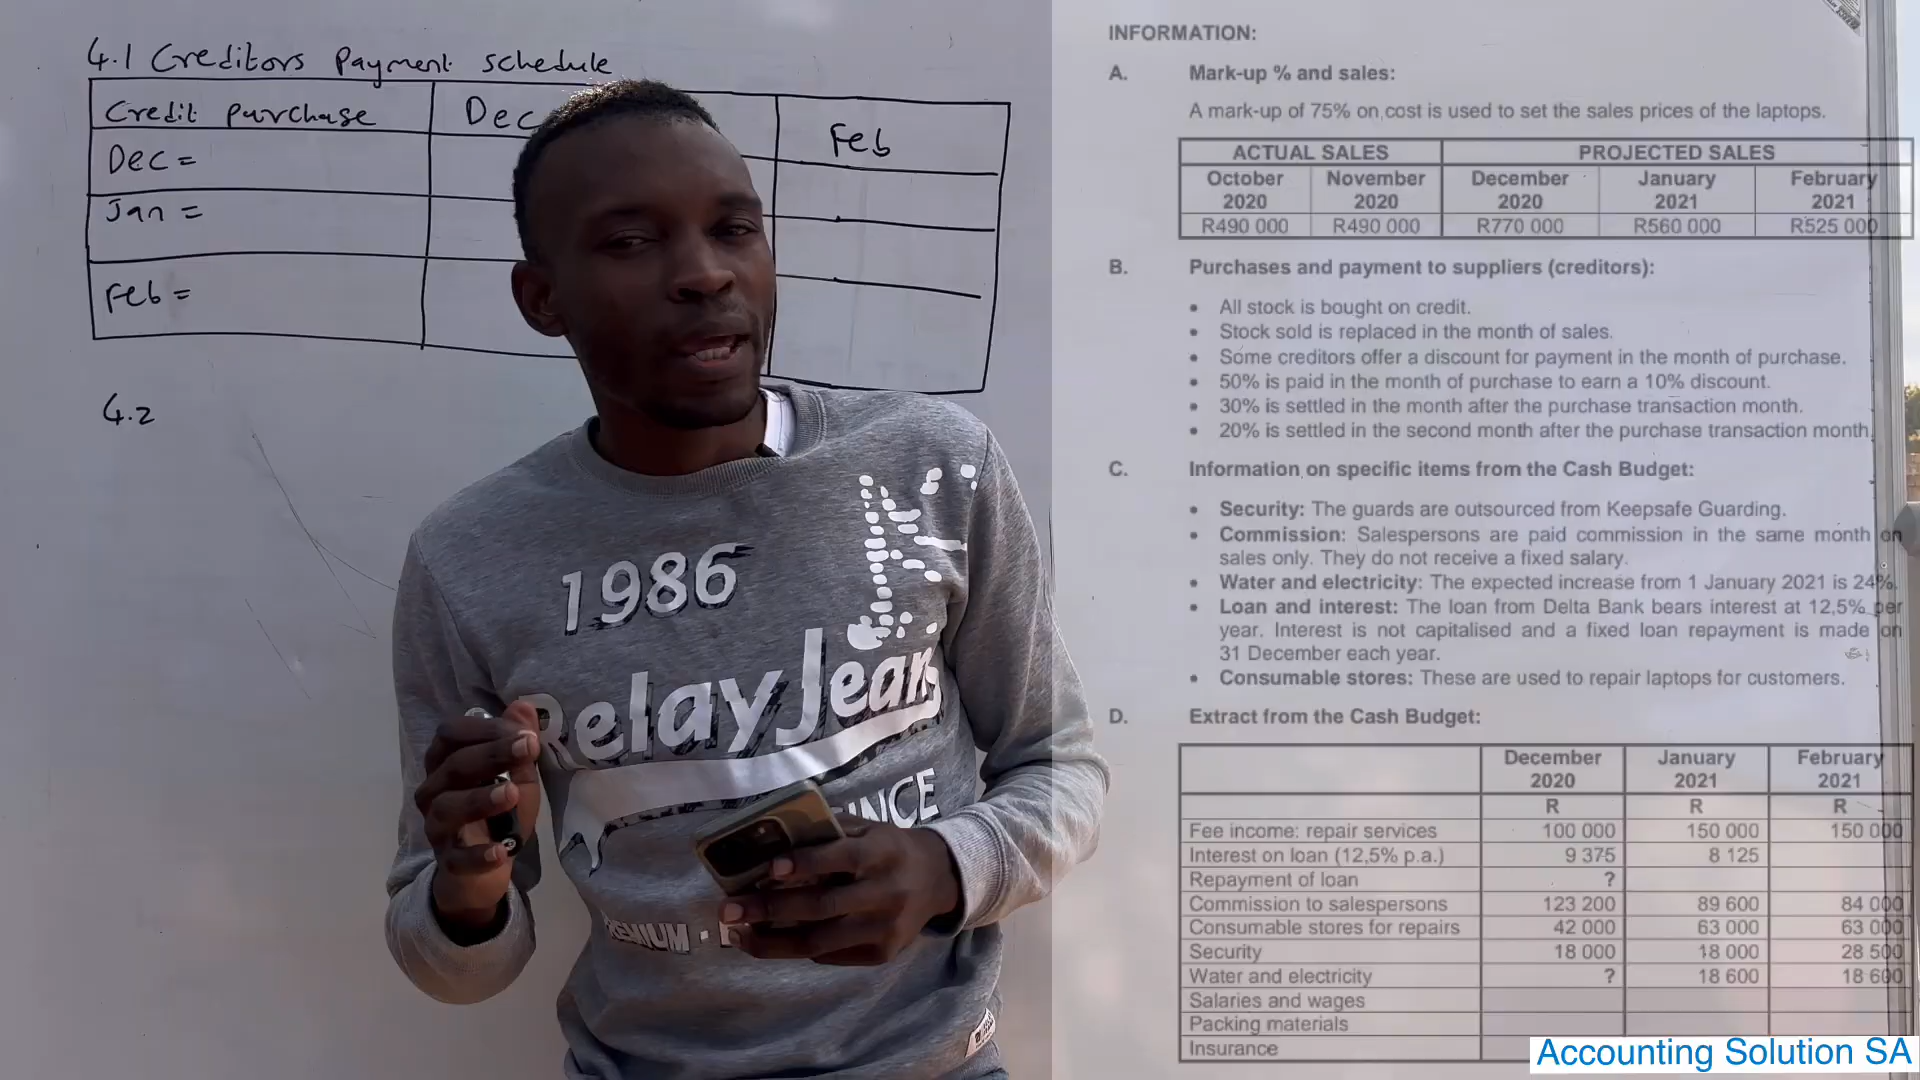 4.1 Creditors Payment schedule
Credit purchase Dec Feb
Dec =
Jan =
Feb =
4.2
1986
Relay Jeans
INFORMATION:
A. Mark-up % and sales:
A mark-up of 75% on cost is used to set the sales prices of the laptops.
ACTUAL SALES PROJECTED SALES
October November December January February
2020 2020 2020 2021 2021
R490 000 R490 000 R770 000 R560 000 R525 000
B. Purchases and payment to suppliers (creditors):
• All stock is bought on credit.
• Stock sold is replaced in the month of sales.
• Some creditors offer a discount for payment in the month of purchase.
• 50% is paid in the month of purchase to earn a 10% discount.
• 30% is settled in the month after the purchase transaction month.
• 20% is settled in the second month after the purchase transaction month.
C. Information on specific items from the Cash Budget:
• Security: The guards are outsourced from Keepsafe Guarding.
• Commission: Salespersons are paid commission in the same month on
sales only. They do not receive a fixed salary.
• Water and electricity: The expected increase from 1 January 2021 is 24%.
• Loan and interest: The loan from Delta Bank bears interest at 12,5% per
year. Interest is not capitalised and a fixed loan repayment is made on
31 December each year.
• Consumable stores: These are used to repair laptops for customers.
D. Extract from the Cash Budget:
December January February
2020 2021 2021
R R R
Fee income: repair services 100 000 150 000 150 000
Interest on loan (12,5% p.a.) 9 375 8 125
Repayment of loan ?
Commission to salespersons 123 200 89 600 84 000
Consumable stores for repairs 42 000 63 000 63 000
Security 18 000 18 000 28 500
Water and electricity ? 18 600 18 600
Salaries and wages
Packing materials
Insurance
Accounting Solution SA